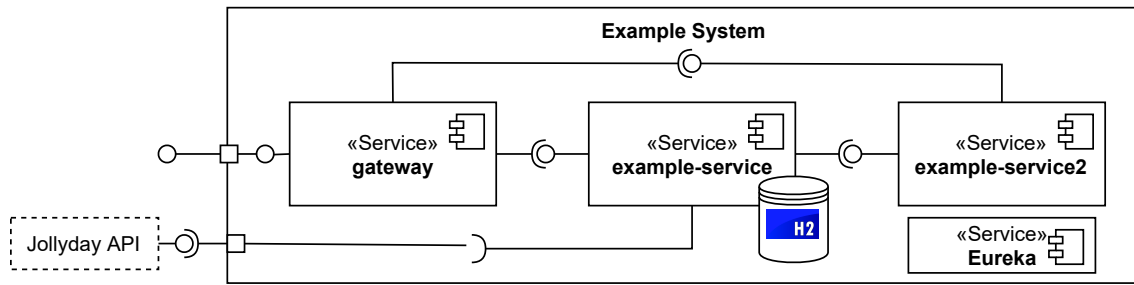 Example System
«Service»
gateway
«Service»
example-service
«Service»
example-service2
H2
Jollyday API
«Service»
Eureka